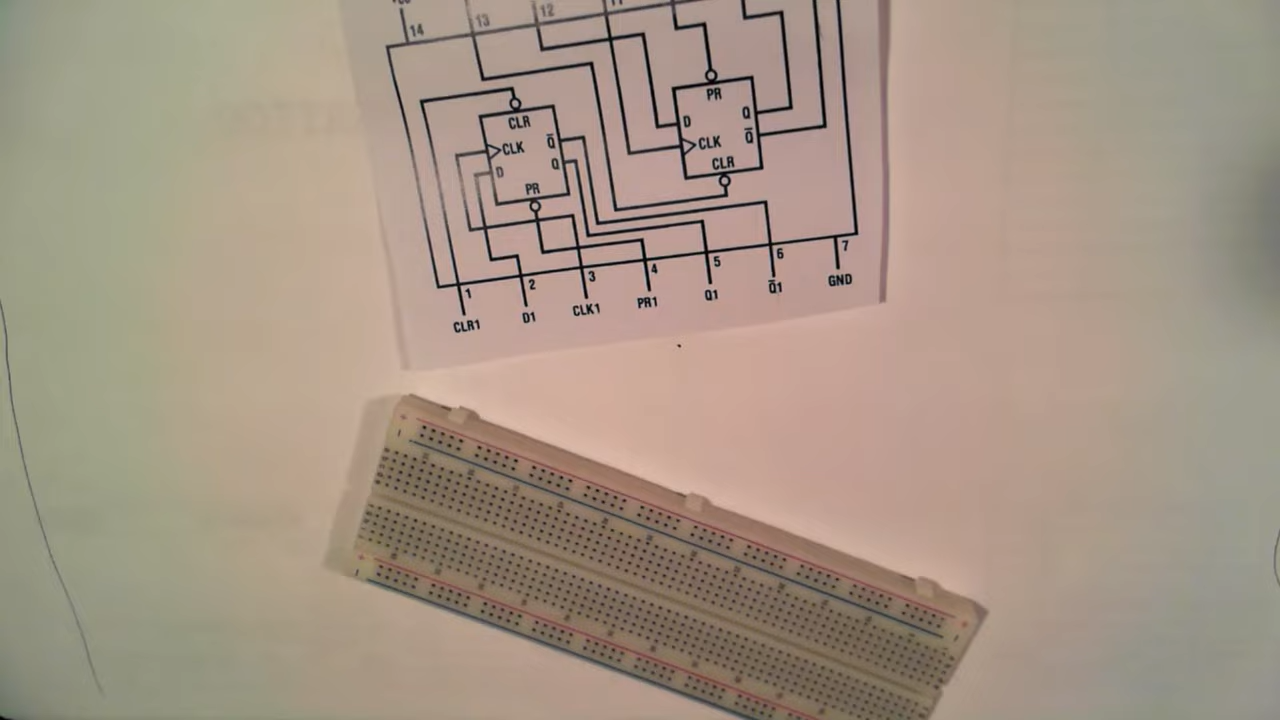 14 13 12
PR
CLR
D Q
CLK Q̅
CLK Q̅
CLR
D Q
PR
1 2 3 4 5 6 7
CLR1 D1 CLK1 PR1 Q1 Q̅1 GND